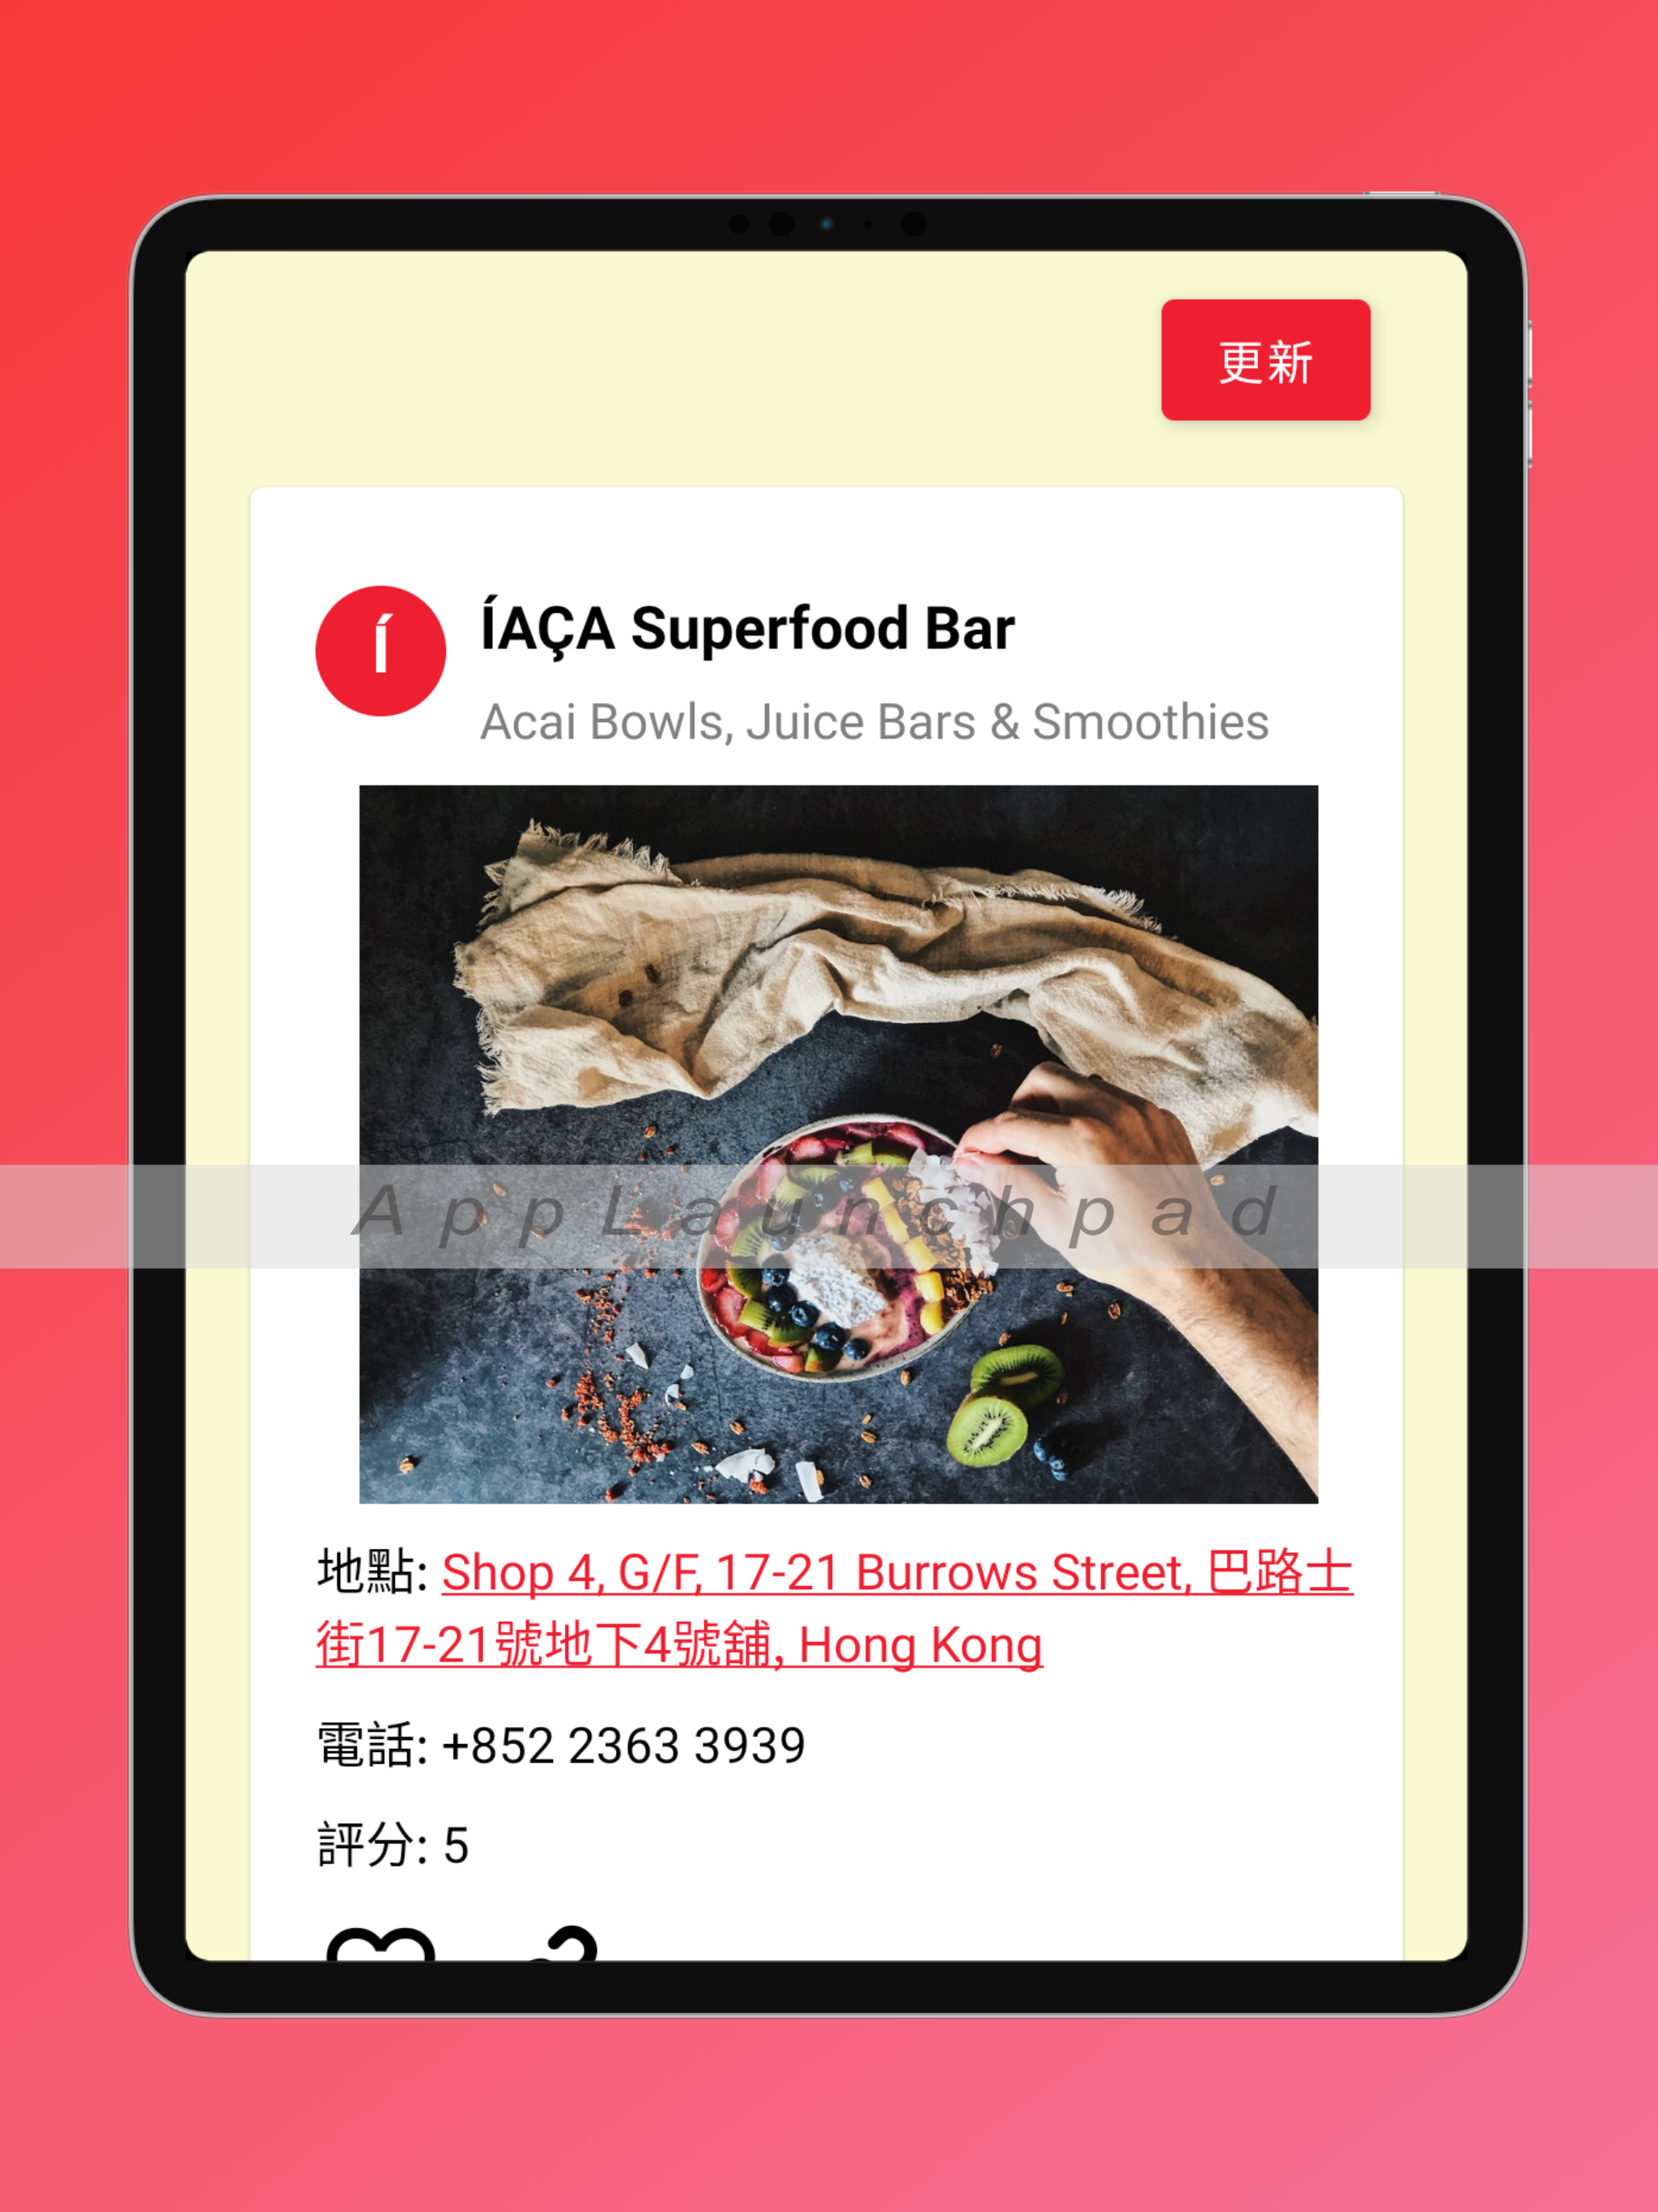 更新
Í
ÍAÇA Superfood Bar
Acai Bowls, Juice Bars & Smoothies
AppLaunchpad
地點: Shop 4, G/F, 17-21 Burrows Street, 巴路士
街17-21號地下4號舖, Hong Kong
電話: +852 2363 3939
評分: 5